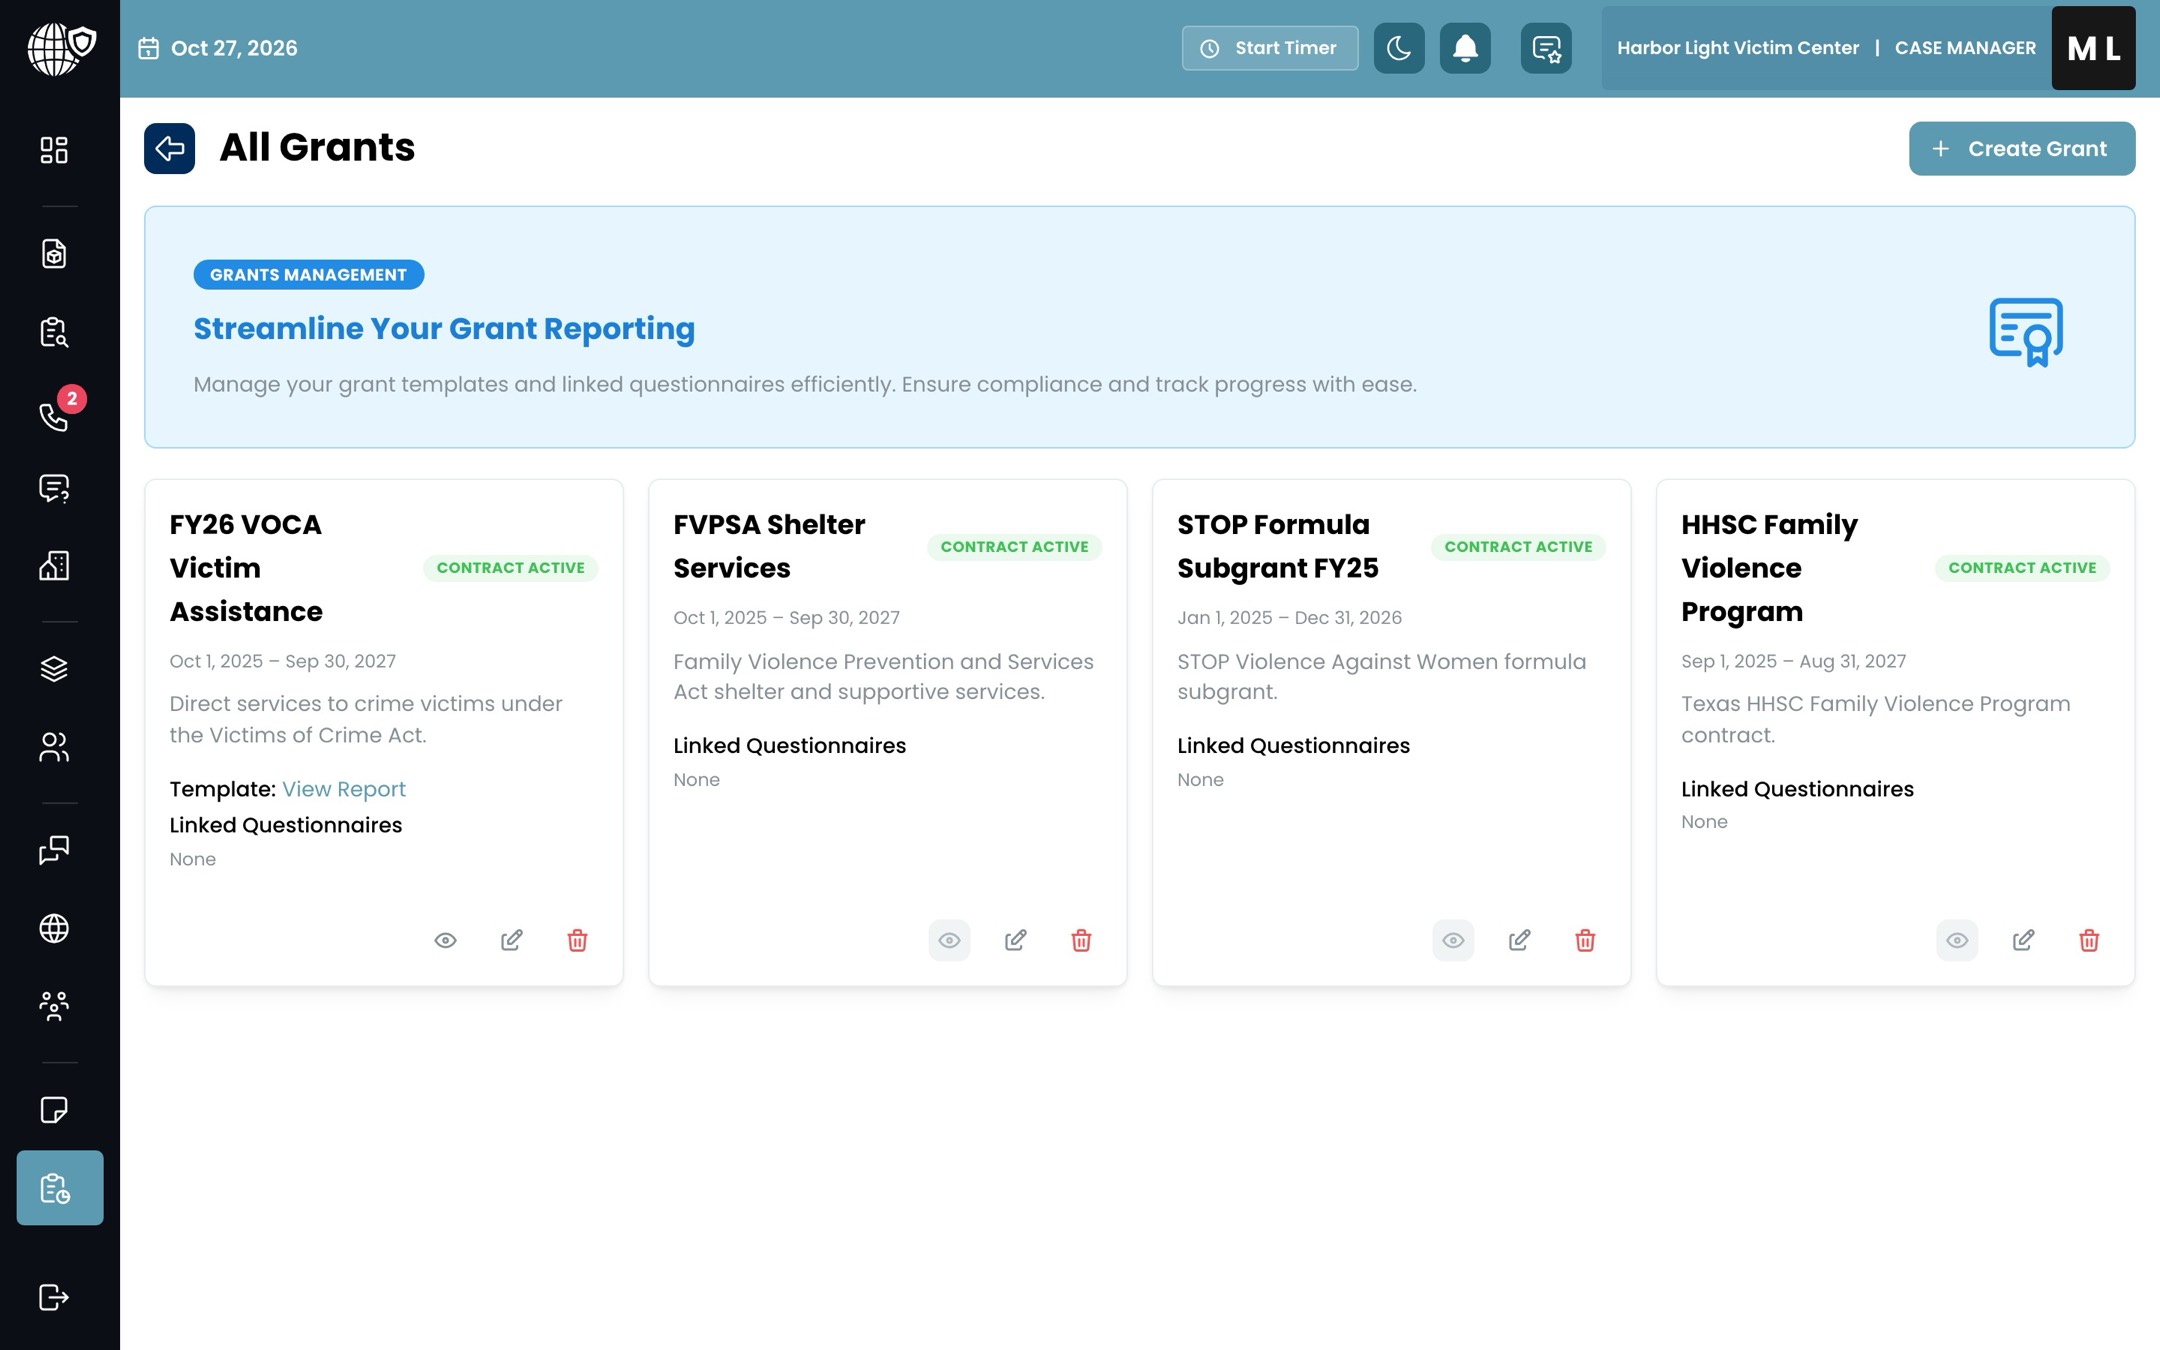 Oct 27, 2026
Start Timer
Harbor Light Victim Center | CASE MANAGER
M L
2
All Grants
+ Create Grant
GRANTS MANAGEMENT
Streamline Your Grant Reporting
Manage your grant templates and linked questionnaires efficiently. Ensure compliance and track progress with ease.
FY26 VOCA
Victim
Assistance
CONTRACT ACTIVE
Oct 1, 2025 – Sep 30, 2027
Direct services to crime victims under
the Victims of Crime Act.
Template: View Report
Linked Questionnaires
None
FVPSA Shelter
Services
CONTRACT ACTIVE
Oct 1, 2025 – Sep 30, 2027
Family Violence Prevention and Services
Act shelter and supportive services.
Linked Questionnaires
None
STOP Formula
Subgrant FY25
CONTRACT ACTIVE
Jan 1, 2025 – Dec 31, 2026
STOP Violence Against Women formula
subgrant.
Linked Questionnaires
None
HHSC Family
Violence
Program
CONTRACT ACTIVE
Sep 1, 2025 – Aug 31, 2027
Texas HHSC Family Violence Program
contract.
Linked Questionnaires
None